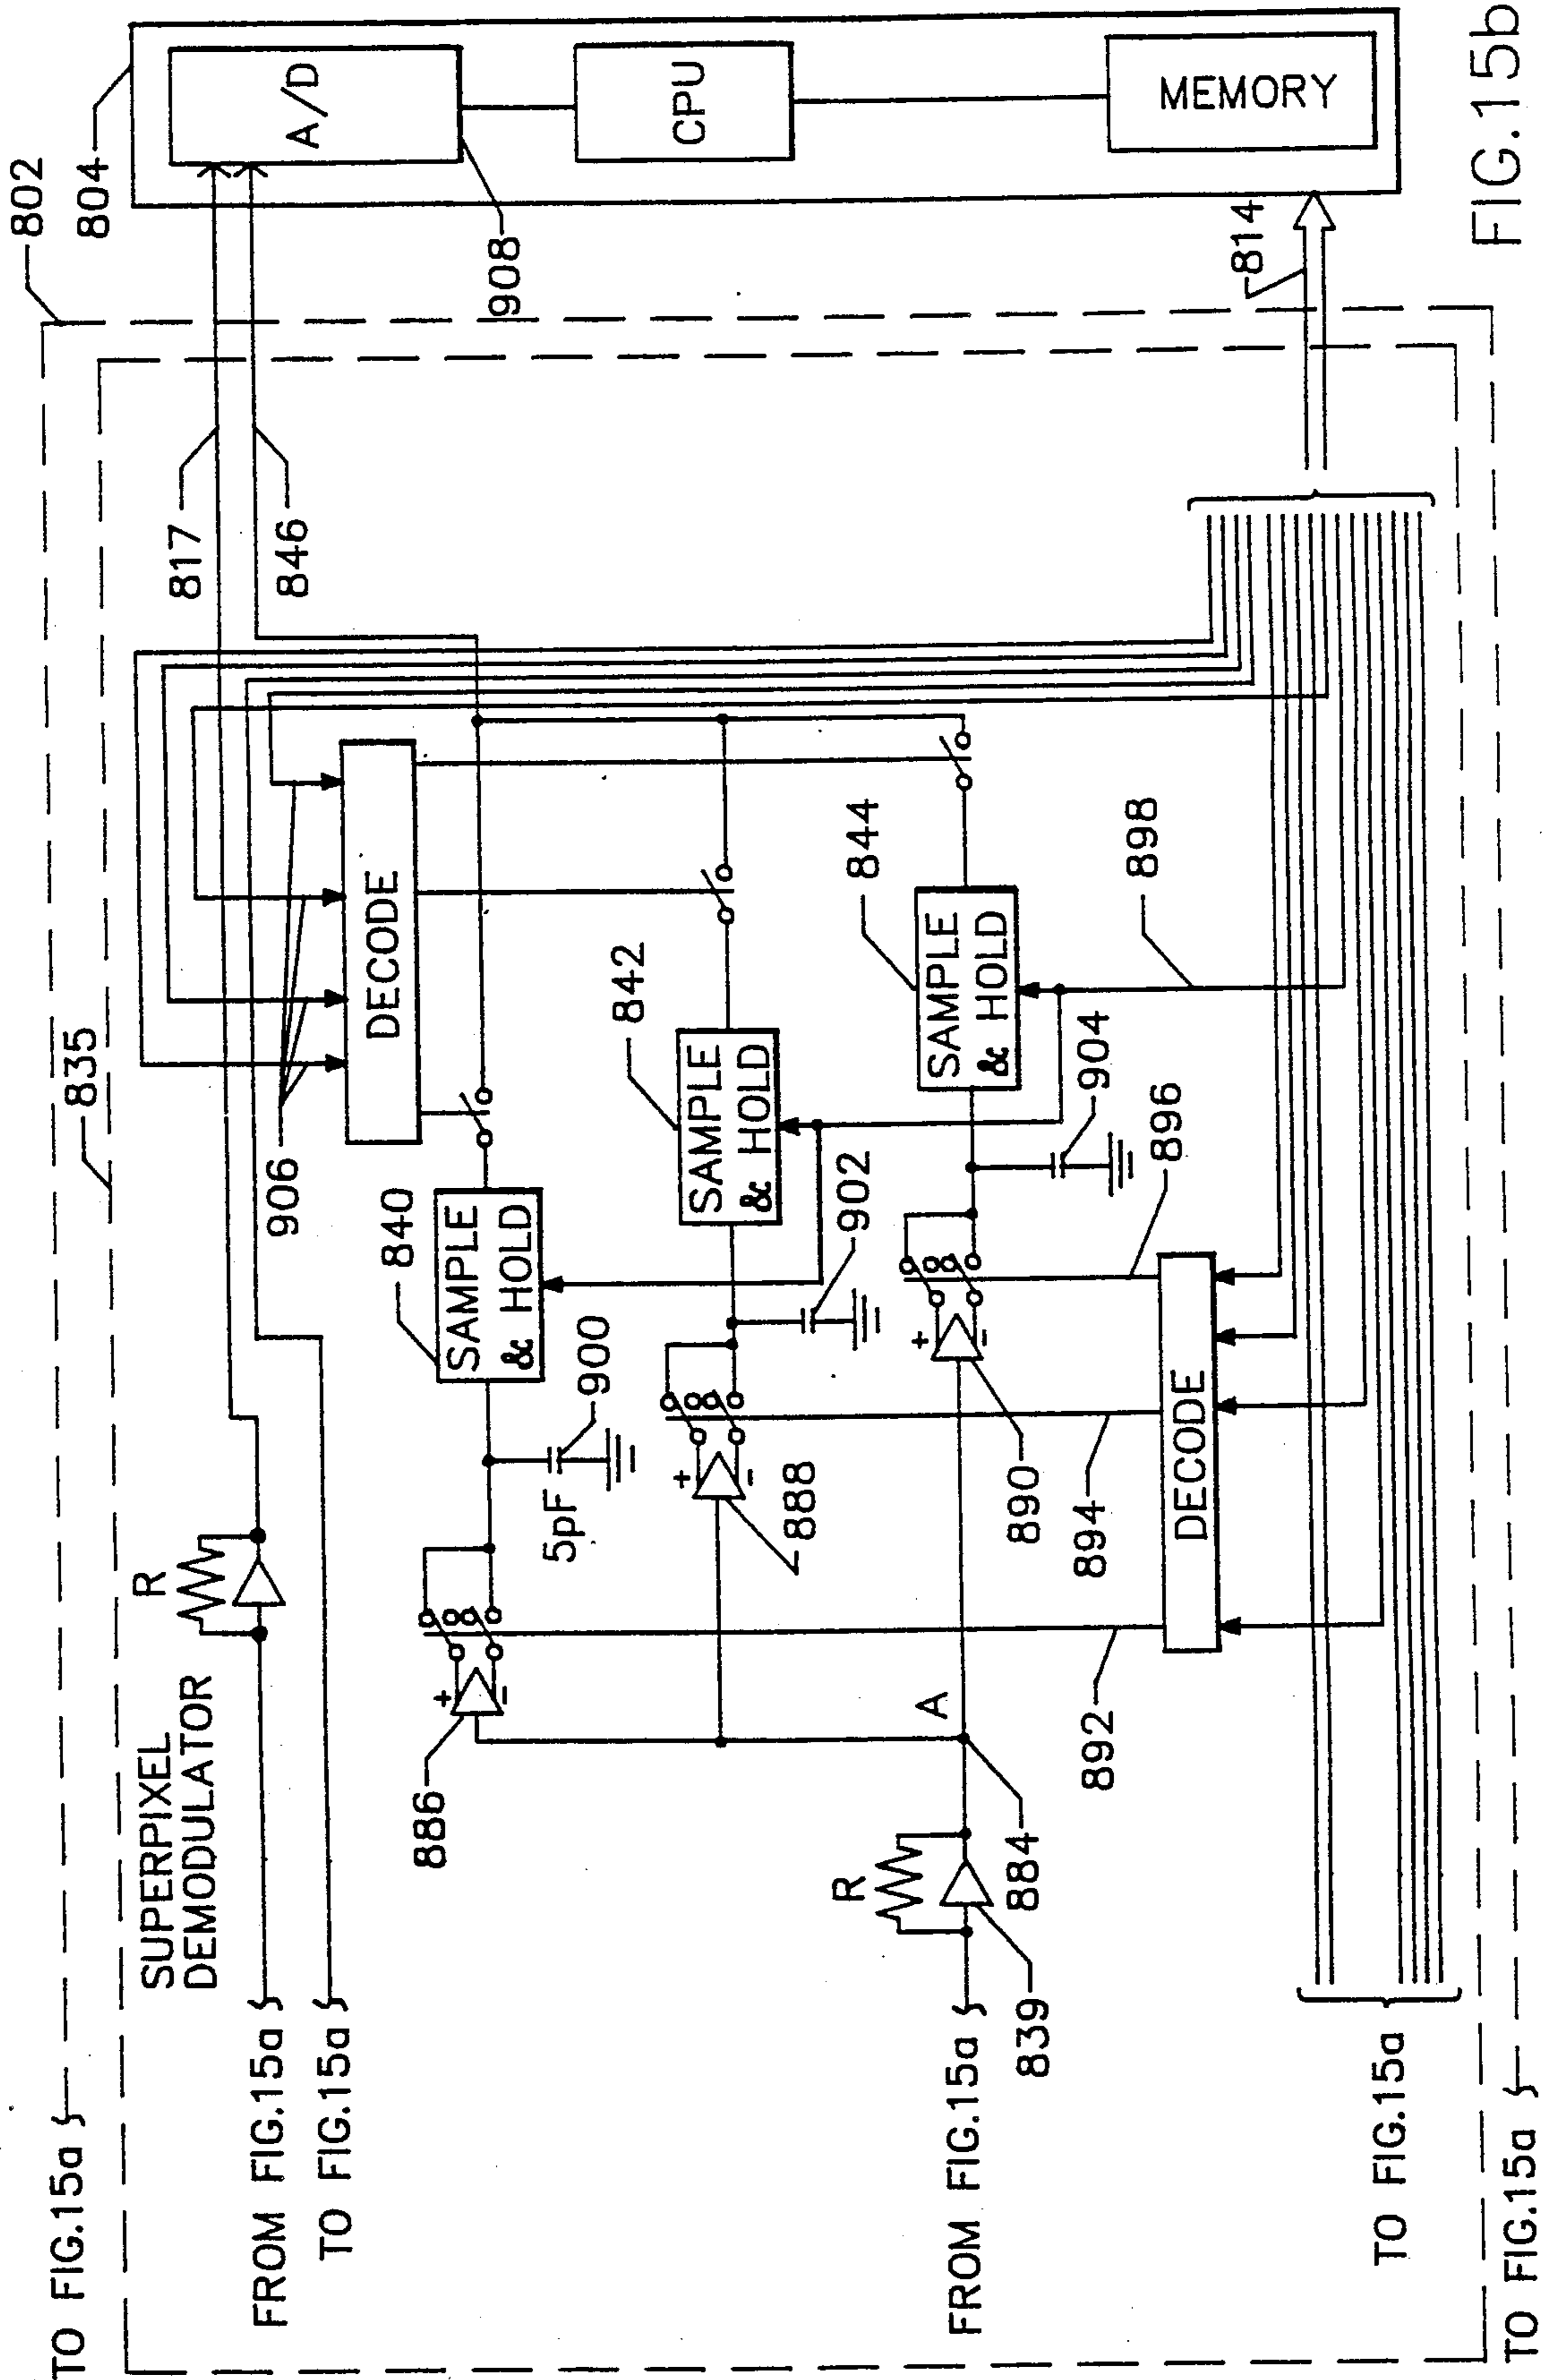 TO FIG.15a
835
802
804
SUPERPIXEL
DEMODULATOR
R
817
846
A/D
FROM FIG.15a
TO FIG.15a
906
DECODE
908
CPU
MEMORY
886
+
−
840
SAMPLE
& HOLD
5pF
900
842
SAMPLE
& HOLD
+
−
888
902
844
SAMPLE
& HOLD
R
A
+
−
890
904
898
FROM FIG.15a
839
884
892
894
896
DECODE
814
TO FIG.15a
TO FIG.15a
FIG.15b